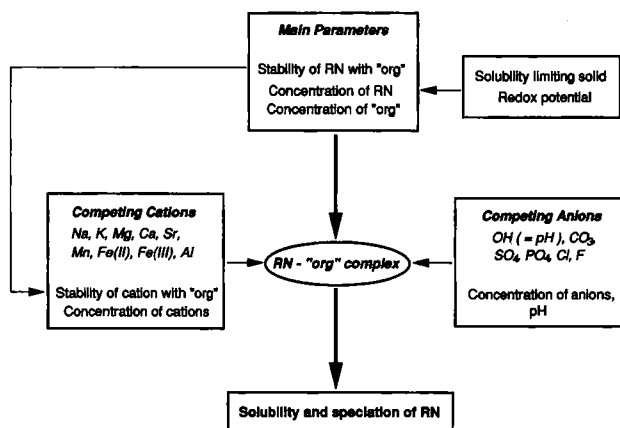 Main Parameters
Stability of RN with "org"
Concentration of RN
Concentration of "org"
Solubility limiting solid
Redox potential
Competing Cations
Na, K, Mg, Ca, Sr,
Mn, Fe(II), Fe(III), Al
Stability of cation with "org"
Concentration of cations
RN - "org" complex
Competing Anions
OH ( = pH ), CO3,
SO4, PO4, Cl, F
Concentration of anions,
pH
Solubility and speciation of RN